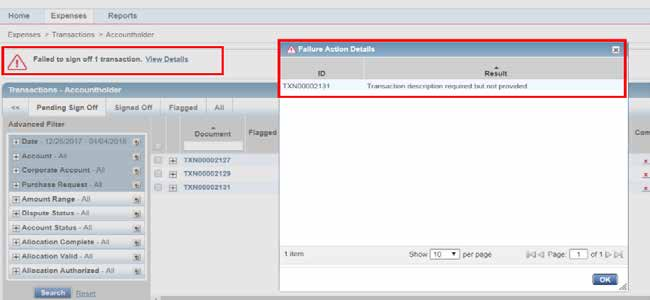 Home Expenses Reports
Expenses > Transactions > Accountholder
Failed to sign off 1 transaction. View Details
Transactions - Accountholder
<< Pending Sign Off Signed Off Flagged All
Advanced Filter
Date - 12/26/2017 - 04/04/2018
Account - All
Corporate Account - All
Purchase Request - All
Amount Range - All
Dispute Status - All
Account Status - All
Allocation Complete - All
Allocation Valid - All
Allocation Authorized - All
Search Reset
Document Flagged
TXN00002127
TXN00002129
TXN00002131
Com
Failure Action Details
ID Result
TXN00002131 Transaction description required but not provided.
1 item Show 10 per page Page: 1 of 1
OK